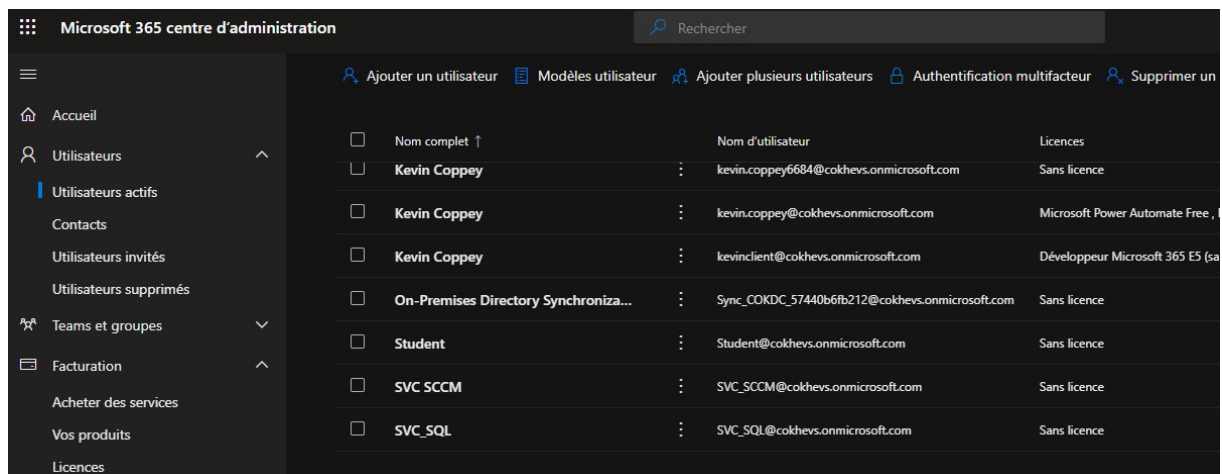 Microsoft 365 centre d'administration
Rechercher
Ajouter un utilisateur Modèles utilisateur Ajouter plusieurs utilisateurs Authentification multifacteur Supprimer un
Accueil
Utilisateurs
Utilisateurs actifs
Contacts
Utilisateurs invités
Utilisateurs supprimés
Teams et groupes
Facturation
Acheter des services
Vos produits
Licences
Nom complet ↑ Nom d'utilisateur Licences
Kevin Coppey kevin.coppey6684@cokhevs.onmicrosoft.com Sans licence
Kevin Coppey kevin.coppey@cokhevs.onmicrosoft.com Microsoft Power Automate Free ,
Kevin Coppey kevinclient@cokhevs.onmicrosoft.com Développeur Microsoft 365 E5 (sa
On-Premises Directory Synchroniza... Sync_COKDC_57440b6fb212@cokhevs.onmicrosoft.com Sans licence
Student Student@cokhevs.onmicrosoft.com Sans licence
SVC SCCM SVC_SCCM@cokhevs.onmicrosoft.com Sans licence
SVC_SQL SVC_SQL@cokhevs.onmicrosoft.com Sans licence